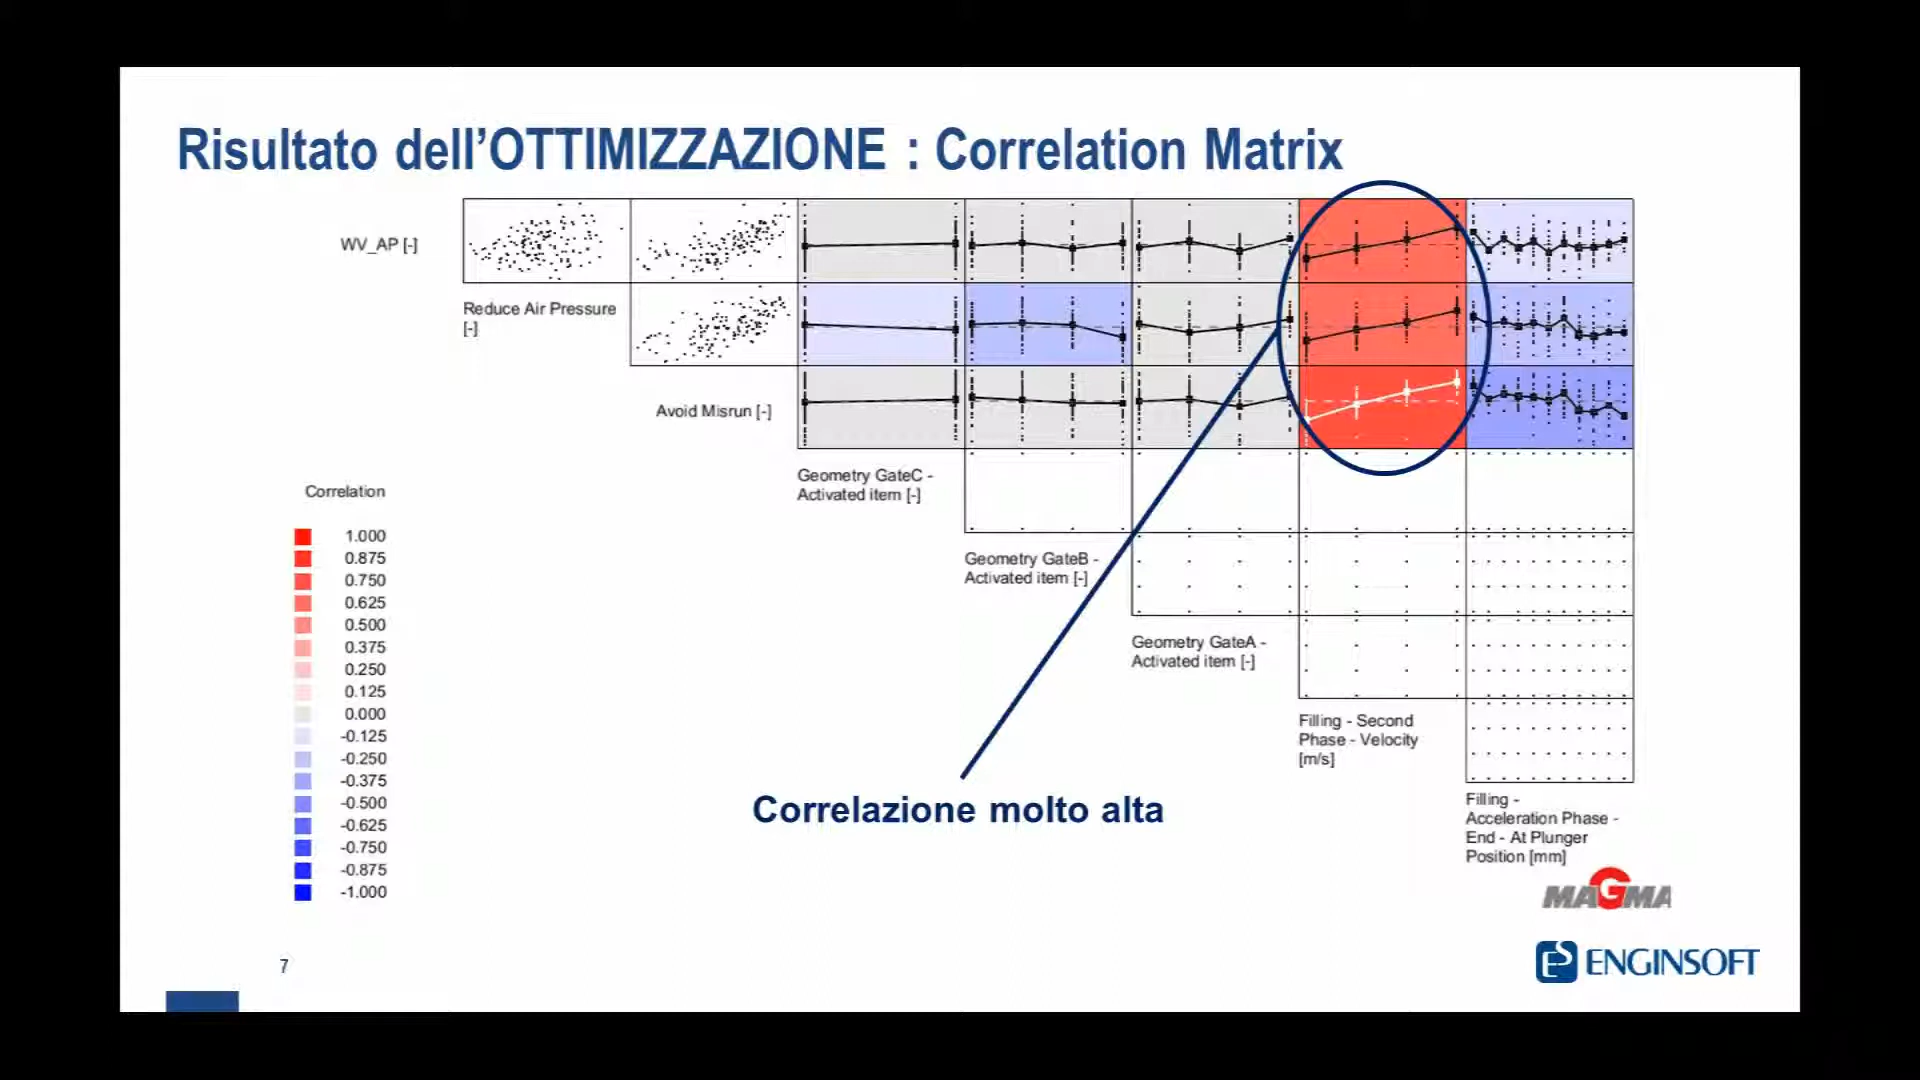 Risultato dell’OTTIMIZZAZIONE : Correlation Matrix
WV_AP [-]
Reduce Air Pressure
[-]
Avoid Misrun [-]
Geometry GateC -
Activated item [-]
Geometry GateB -
Activated item [-]
Geometry GateA -
Activated item [-]
Filling - Second
Phase - Velocity
[m/s]
Filling -
Acceleration Phase -
End - At Plunger
Position [mm]
Correlation
1.000
0.875
0.750
0.625
0.500
0.375
0.250
0.125
0.000
-0.125
-0.250
-0.375
-0.500
-0.625
-0.750
-0.875
-1.000
Correlazione molto alta
MAGMA
ENGINSOFT
7